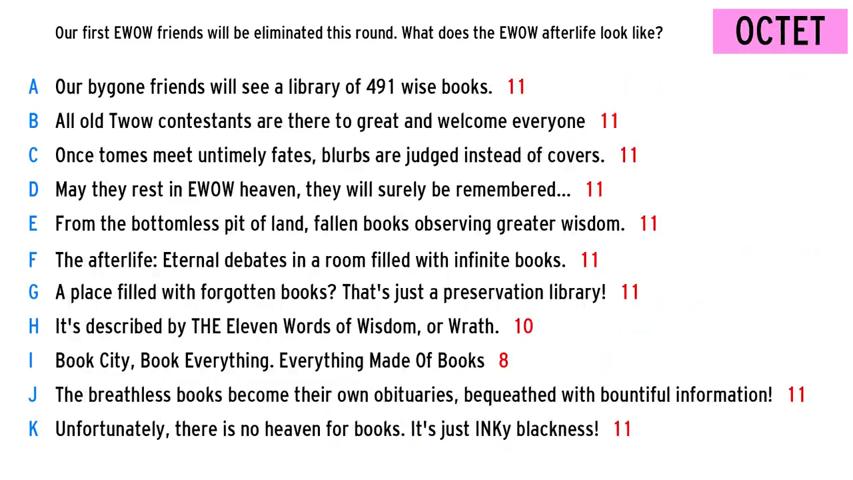 Our first EWOW friends will be eliminated this round. What does the EWOW afterlife look like?
OCTET
A Our bygone friends will see a library of 491 wise books. 11
B All old Twow contestants are there to great and welcome everyone 11
C Once tomes meet untimely fates, blurbs are judged instead of covers. 11
D May they rest in EWOW heaven, they will surely be remembered... 11
E From the bottomless pit of land, fallen books observing greater wisdom. 11
F The afterlife: Eternal debates in a room filled with infinite books. 11
G A place filled with forgotten books? That's just a preservation library! 11
H It's described by THE Eleven Words of Wisdom, or Wrath. 10
I Book City, Book Everything. Everything Made Of Books 8
J The breathless books become their own obituaries, bequeathed with bountiful information! 11
K Unfortunately, there is no heaven for books. It's just INKy blackness! 11